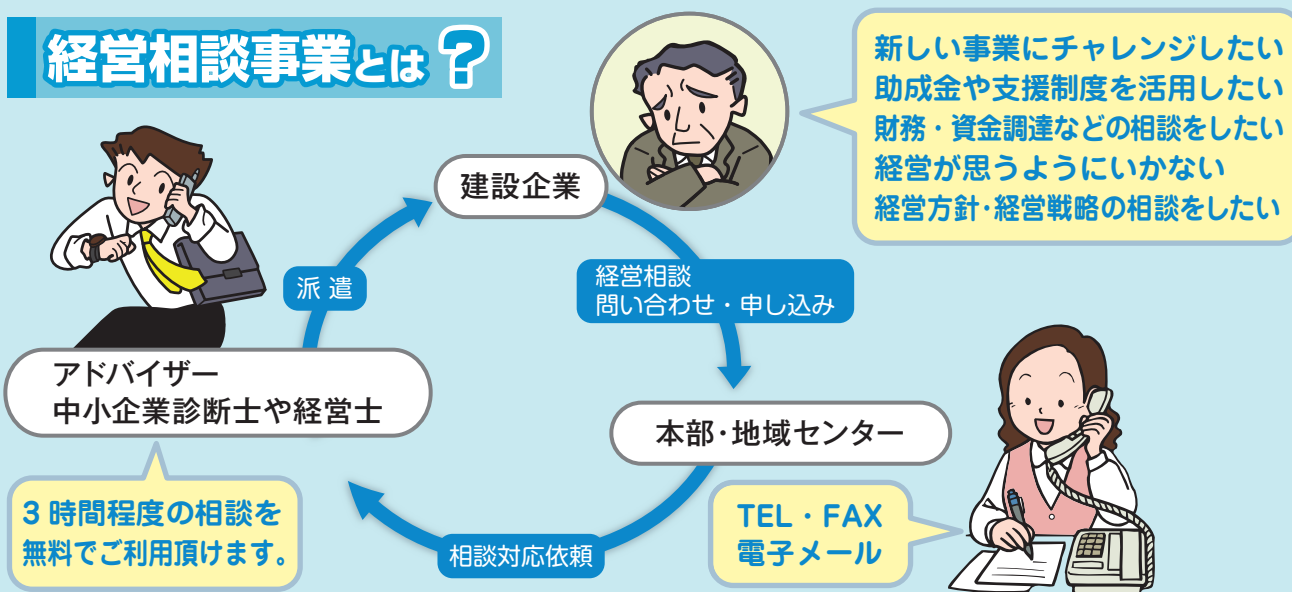 経営相談事業とは?
新しい事業にチャレンジしたい
助成金や支援制度を活用したい
財務・資金調達などの相談をしたい
経営が思うようにいかない
経営方針・経営戦略の相談をしたい
建設企業
経営相談
問い合わせ・申し込み
派遣
アドバイザー
中小企業診断士や経営士
本部・地域センター
3時間程度の相談を
無料でご利用頂けます。
TEL・FAX
電子メール
相談対応依頼